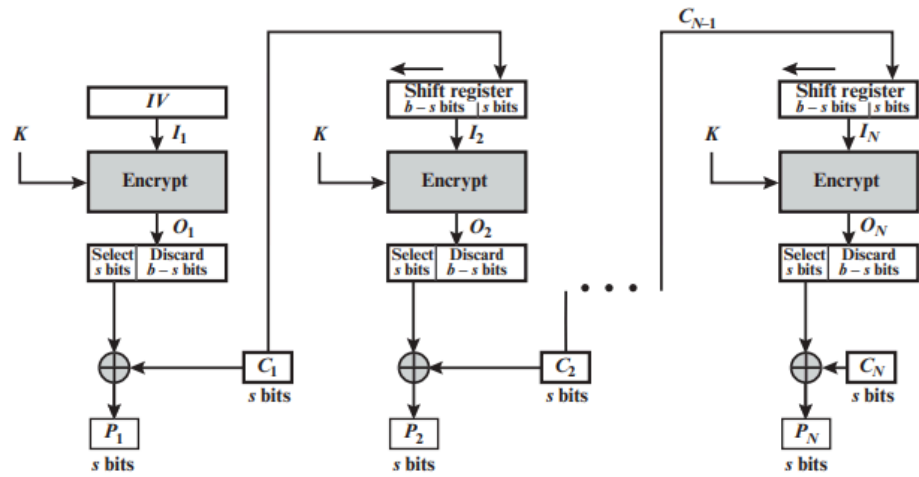 C_{N-1}
IV
Shift register
b – s bits | s bits
Shift register
b – s bits | s bits
K
I_1
K
I_2
K
I_N
Encrypt
Encrypt
Encrypt
O_1
O_2
O_N
Select
s bits
Discard
b – s bits
Select
s bits
Discard
b – s bits
Select
s bits
Discard
b – s bits
• • •
C_1
s bits
C_2
s bits
C_N
s bits
P_1
s bits
P_2
s bits
P_N
s bits